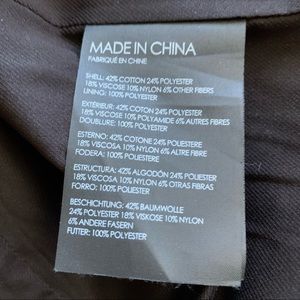 MADE IN CHINA
FABRIQUÉ EN CHINE
SHELL: 42% COTTON 24% POLYESTER
18% VISCOSE 10% NYLON 6% OTHER FIBERS
LINING: 100% POLYESTER
EXTÉRIEUR: 42% COTON 24% POLYESTER
18% VISCOSE 10% POLYAMIDE 6% AUTRES FIBRES
DOUBLURE: 100% POLYESTER
ESTERNO: 42% COTONE 24% POLIESTERE
18% VISCOSA 10% NYLON 6% ALTRE FIBRE
FODERA: 100% POLIESTERE
ESTRUCTURA: 42% ALGODÓN 24% POLIÉSTER
18% VISCOSA 10% NYLON 6% OTRAS FIBRAS
FORRO: 100% POLIÉSTER
BESCHICHTUNG: 42% BAUMWOLLE
24% POLYESTER 18% VISKOSE 10% NYLON
6% ANDERE FASERN
FUTTER: 100% POLYESTER